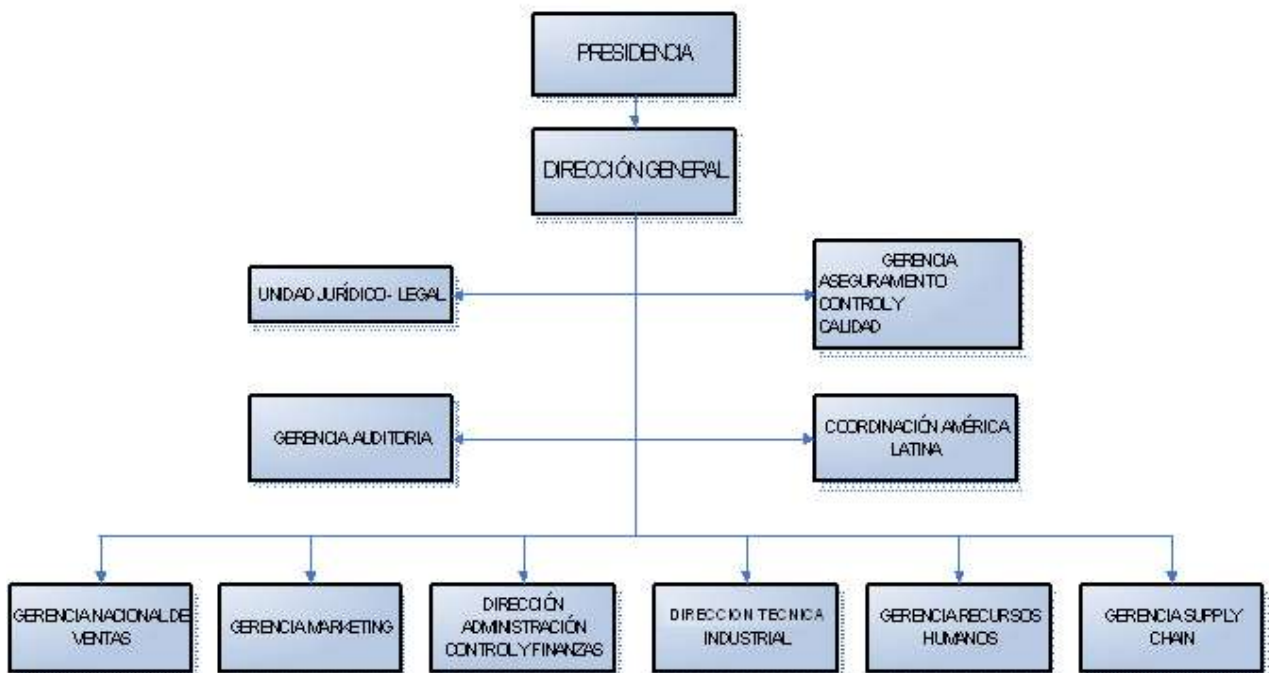 PRESIDENCIA
DIRECCIÓN GENERAL
UNIDAD JURÍDICO - LEGAL
GERENCIA
ASEGURAMENTO
CONTROL Y
CALIDAD
GERENCIA AUDITORIA
COORDINACIÓN AMÉRICA
LATINA
GERENCIA NACIONAL DE
VENTAS
GERENCIA MARKETING
DIRECCIÓN
ADMINISTRACIÓN
CONTROL Y FINANZAS
DIRECCION TECNICA
INDUSTRIAL
GERENCIA RECURSOS
HUMANOS
GERENCIA SUPPLY
CHAIN